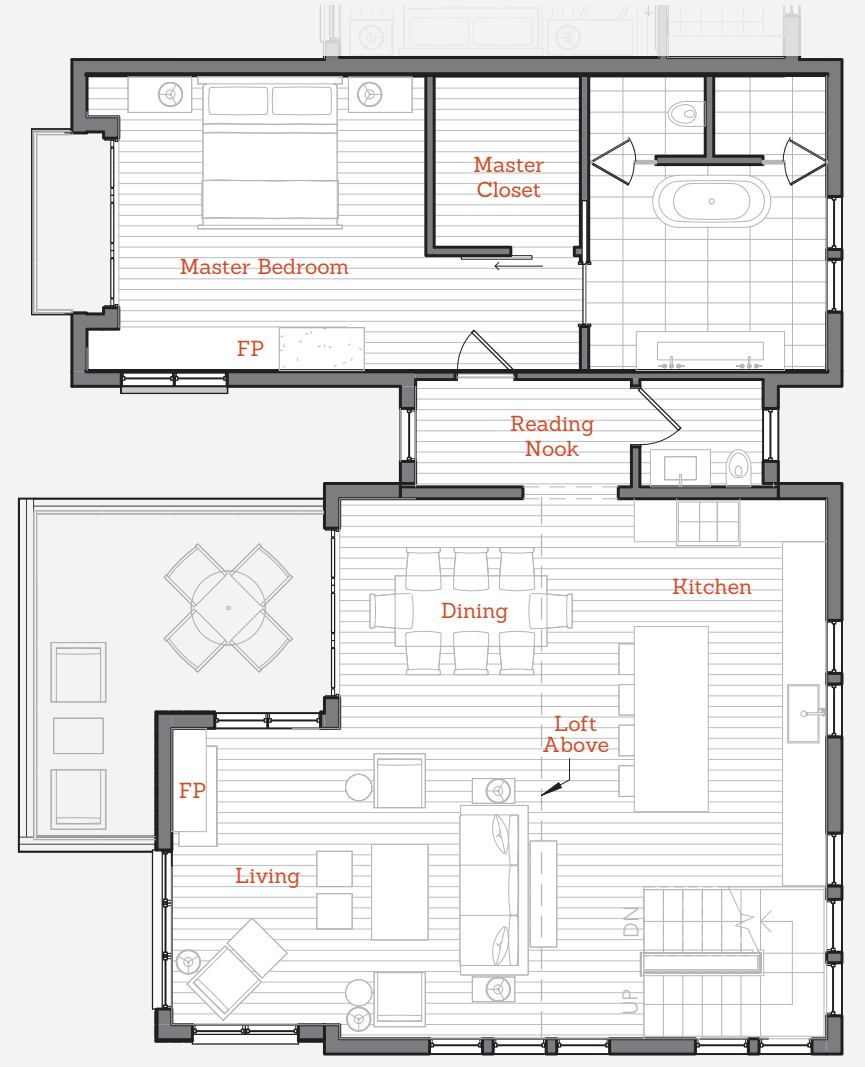 Master
Closet
Master Bedroom
FP
Reading
Nook
Kitchen
Dining
Loft
Above
FP
Living
DN
UP